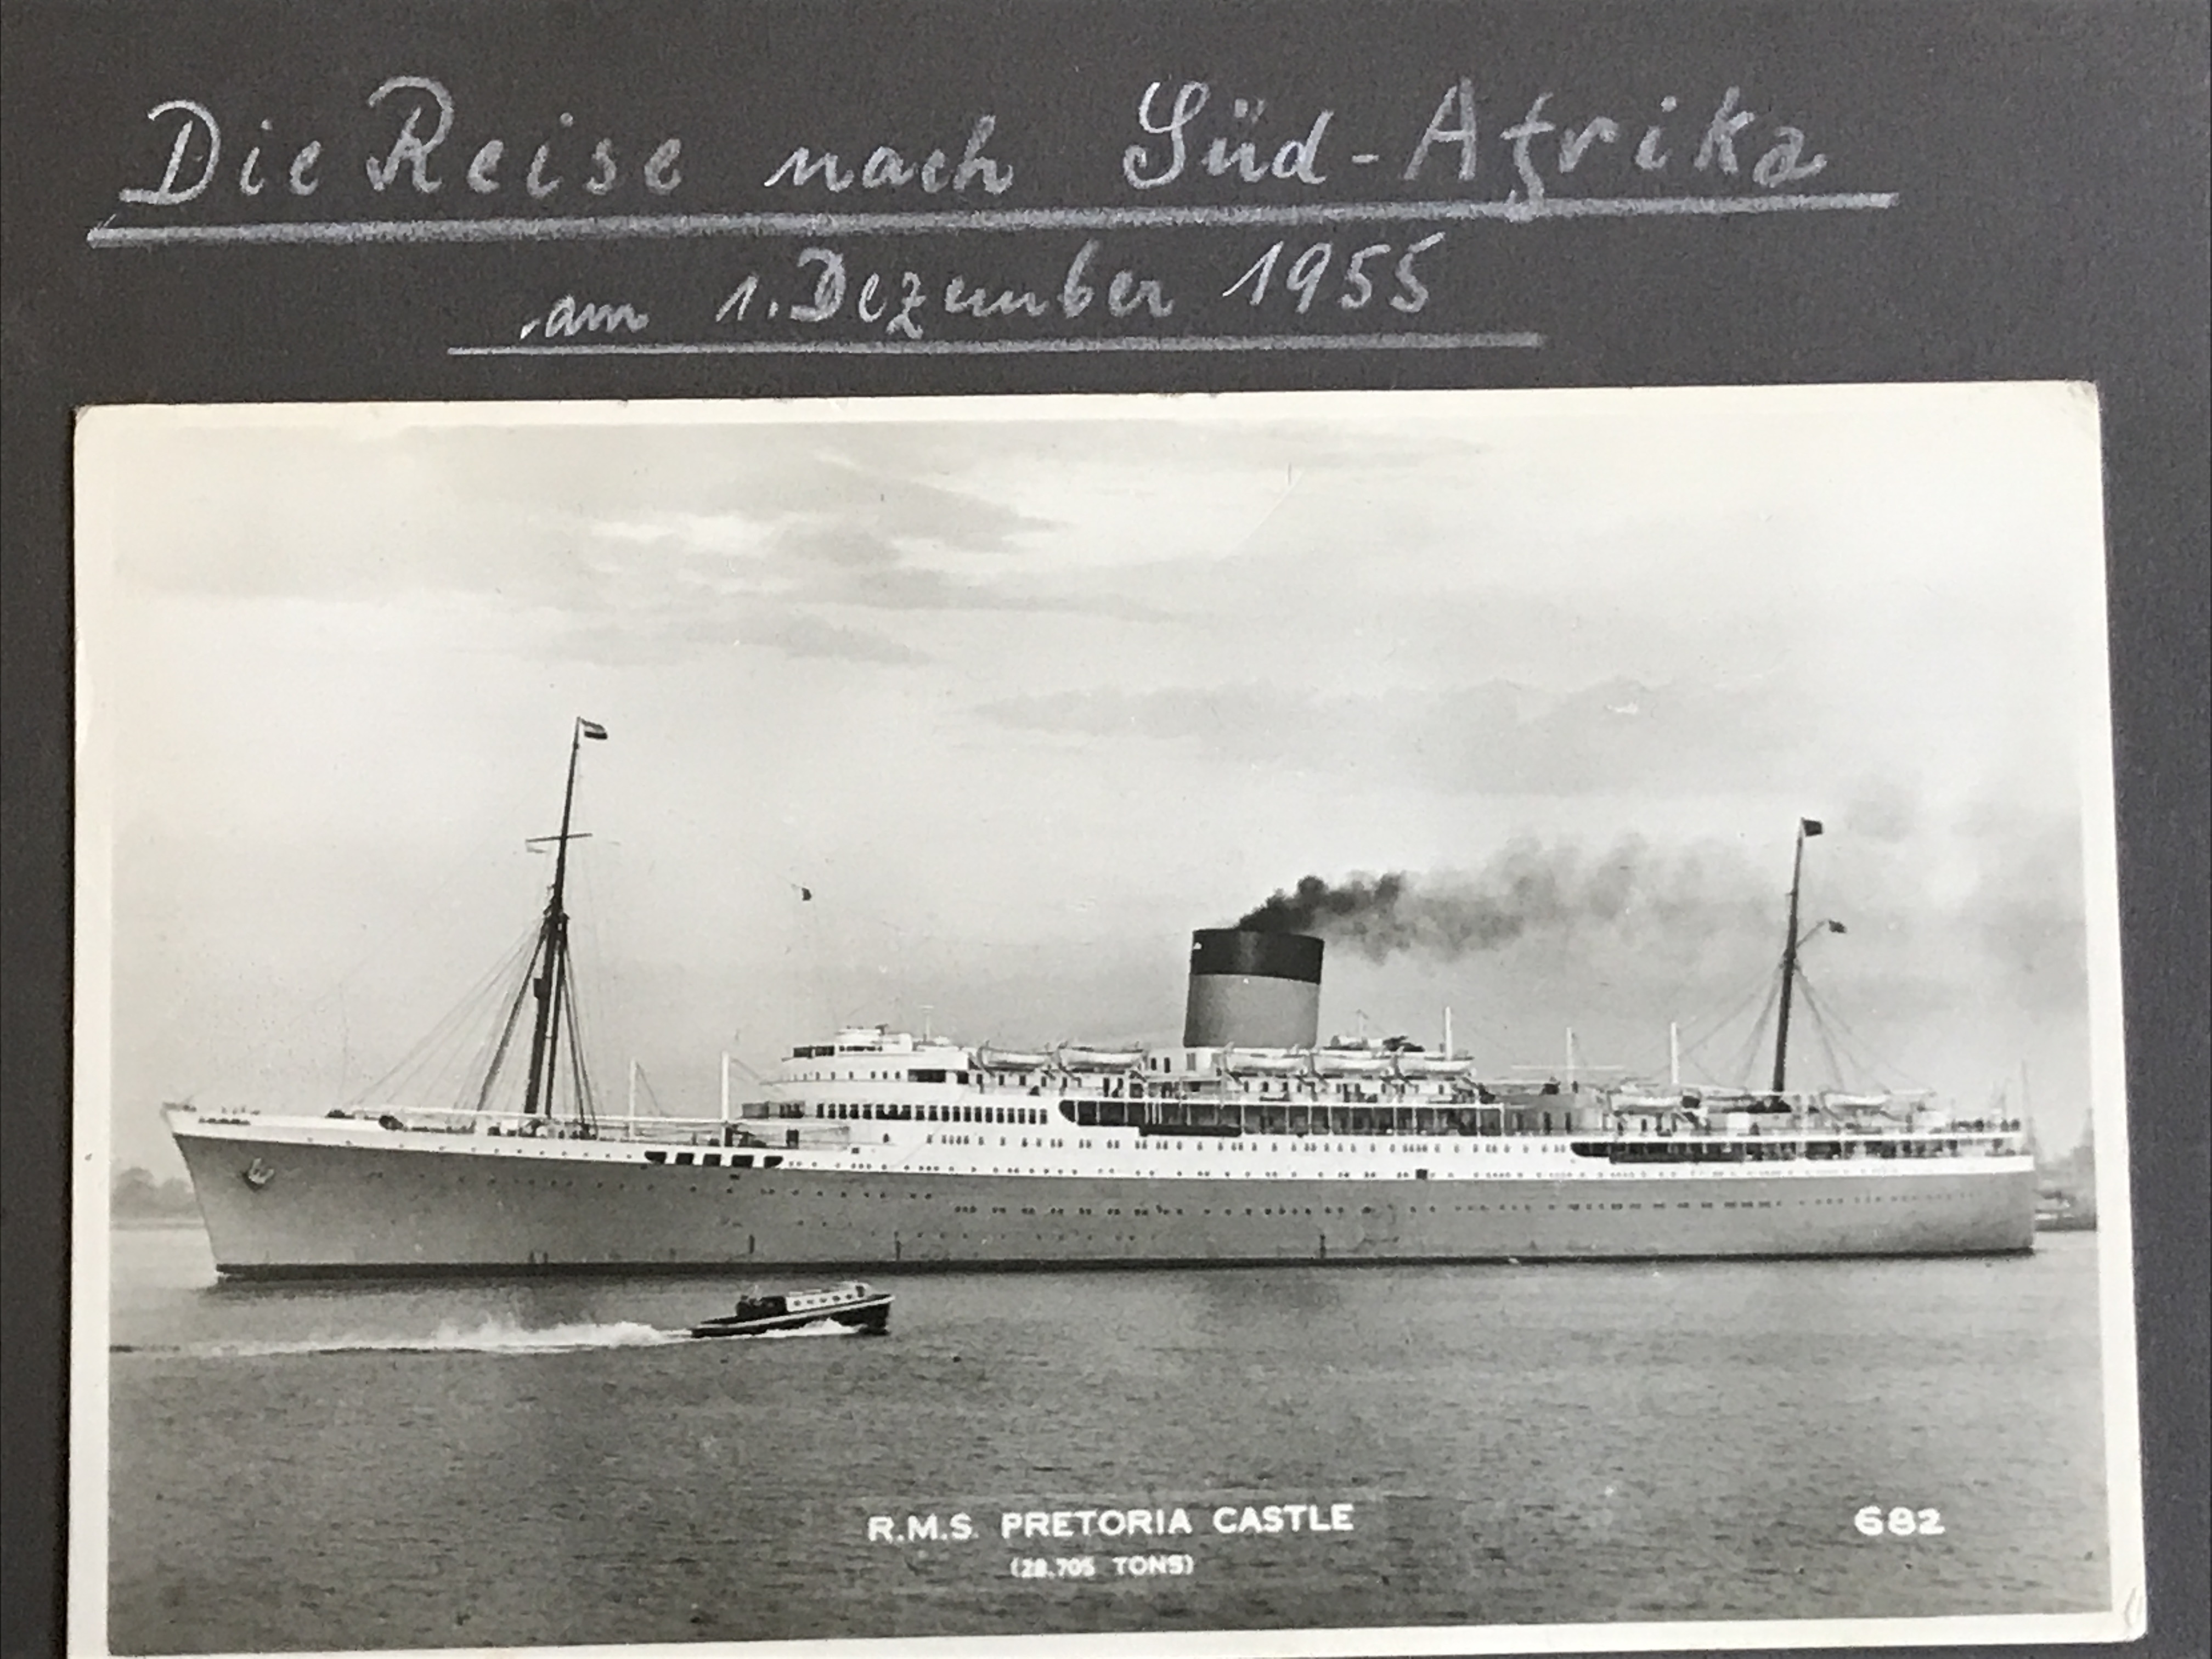 Die Reise nach Süd-Afrika
am 1. Dezember 1955
R.M.S. PRETORIA CASTLE
(28,705 TONS)
682